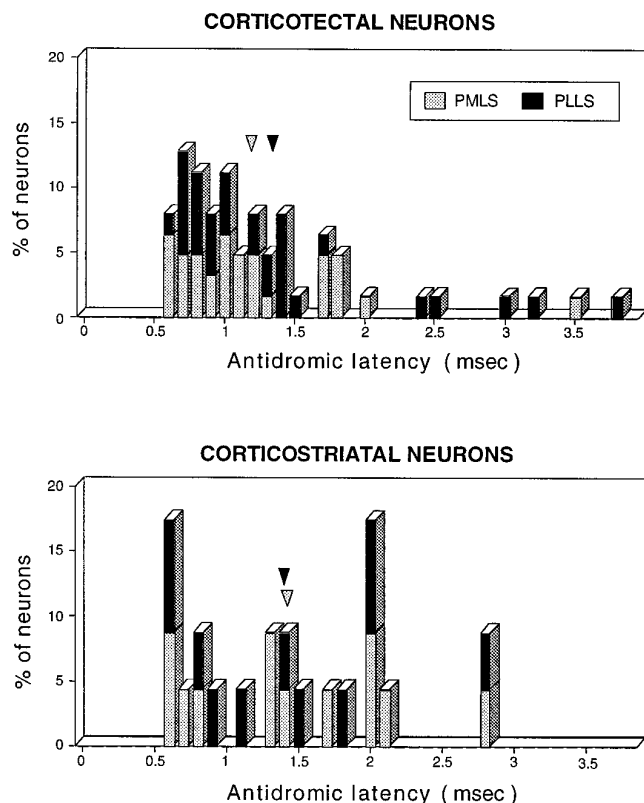 CORTICOTECTAL NEURONS
20
15
10
5
0
% of neurons
PMLS PLLS
0 0.5 1 1.5 2 2.5 3 3.5
Antidromic latency ( msec )
CORTICOSTRIATAL NEURONS
20
15
10
5
0
% of neurons
0 0.5 1 1.5 2 2.5 3 3.5
Antidromic latency ( msec )